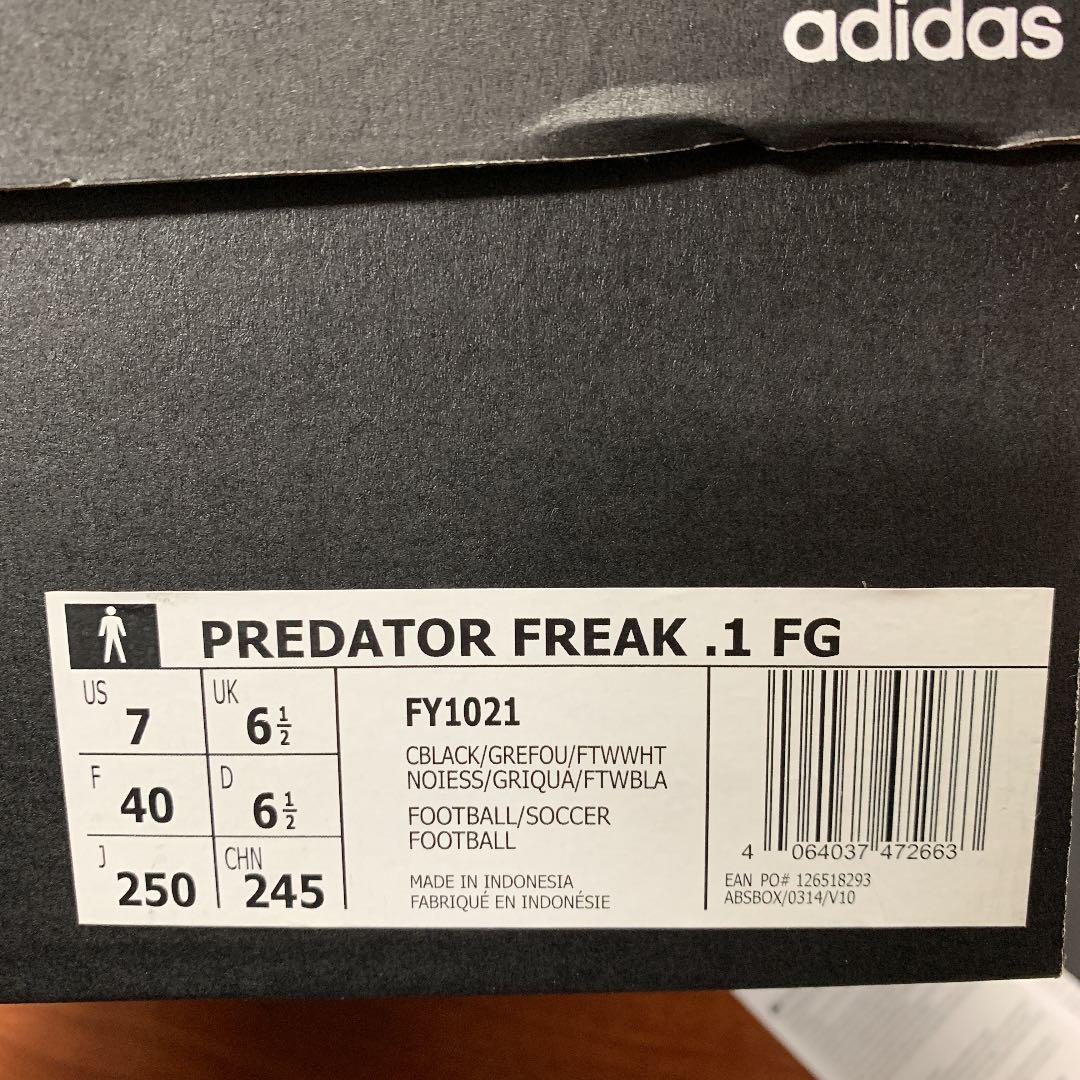 adidas
PREDATOR FREAK .1 FG
US 7 UK 6½
F 40 D 6½
J 250 CHN 245
FY1021
CBLACK/GREFOU/FTWWHT
NOIESS/GRIQUA/FTWBLA
FOOTBALL/SOCCER
FOOTBALL
MADE IN INDONESIA
FABRIQUÉ EN INDONÉSIE
4 064037 472663
EAN PO# 126518293
ABSBOX/0314/V10